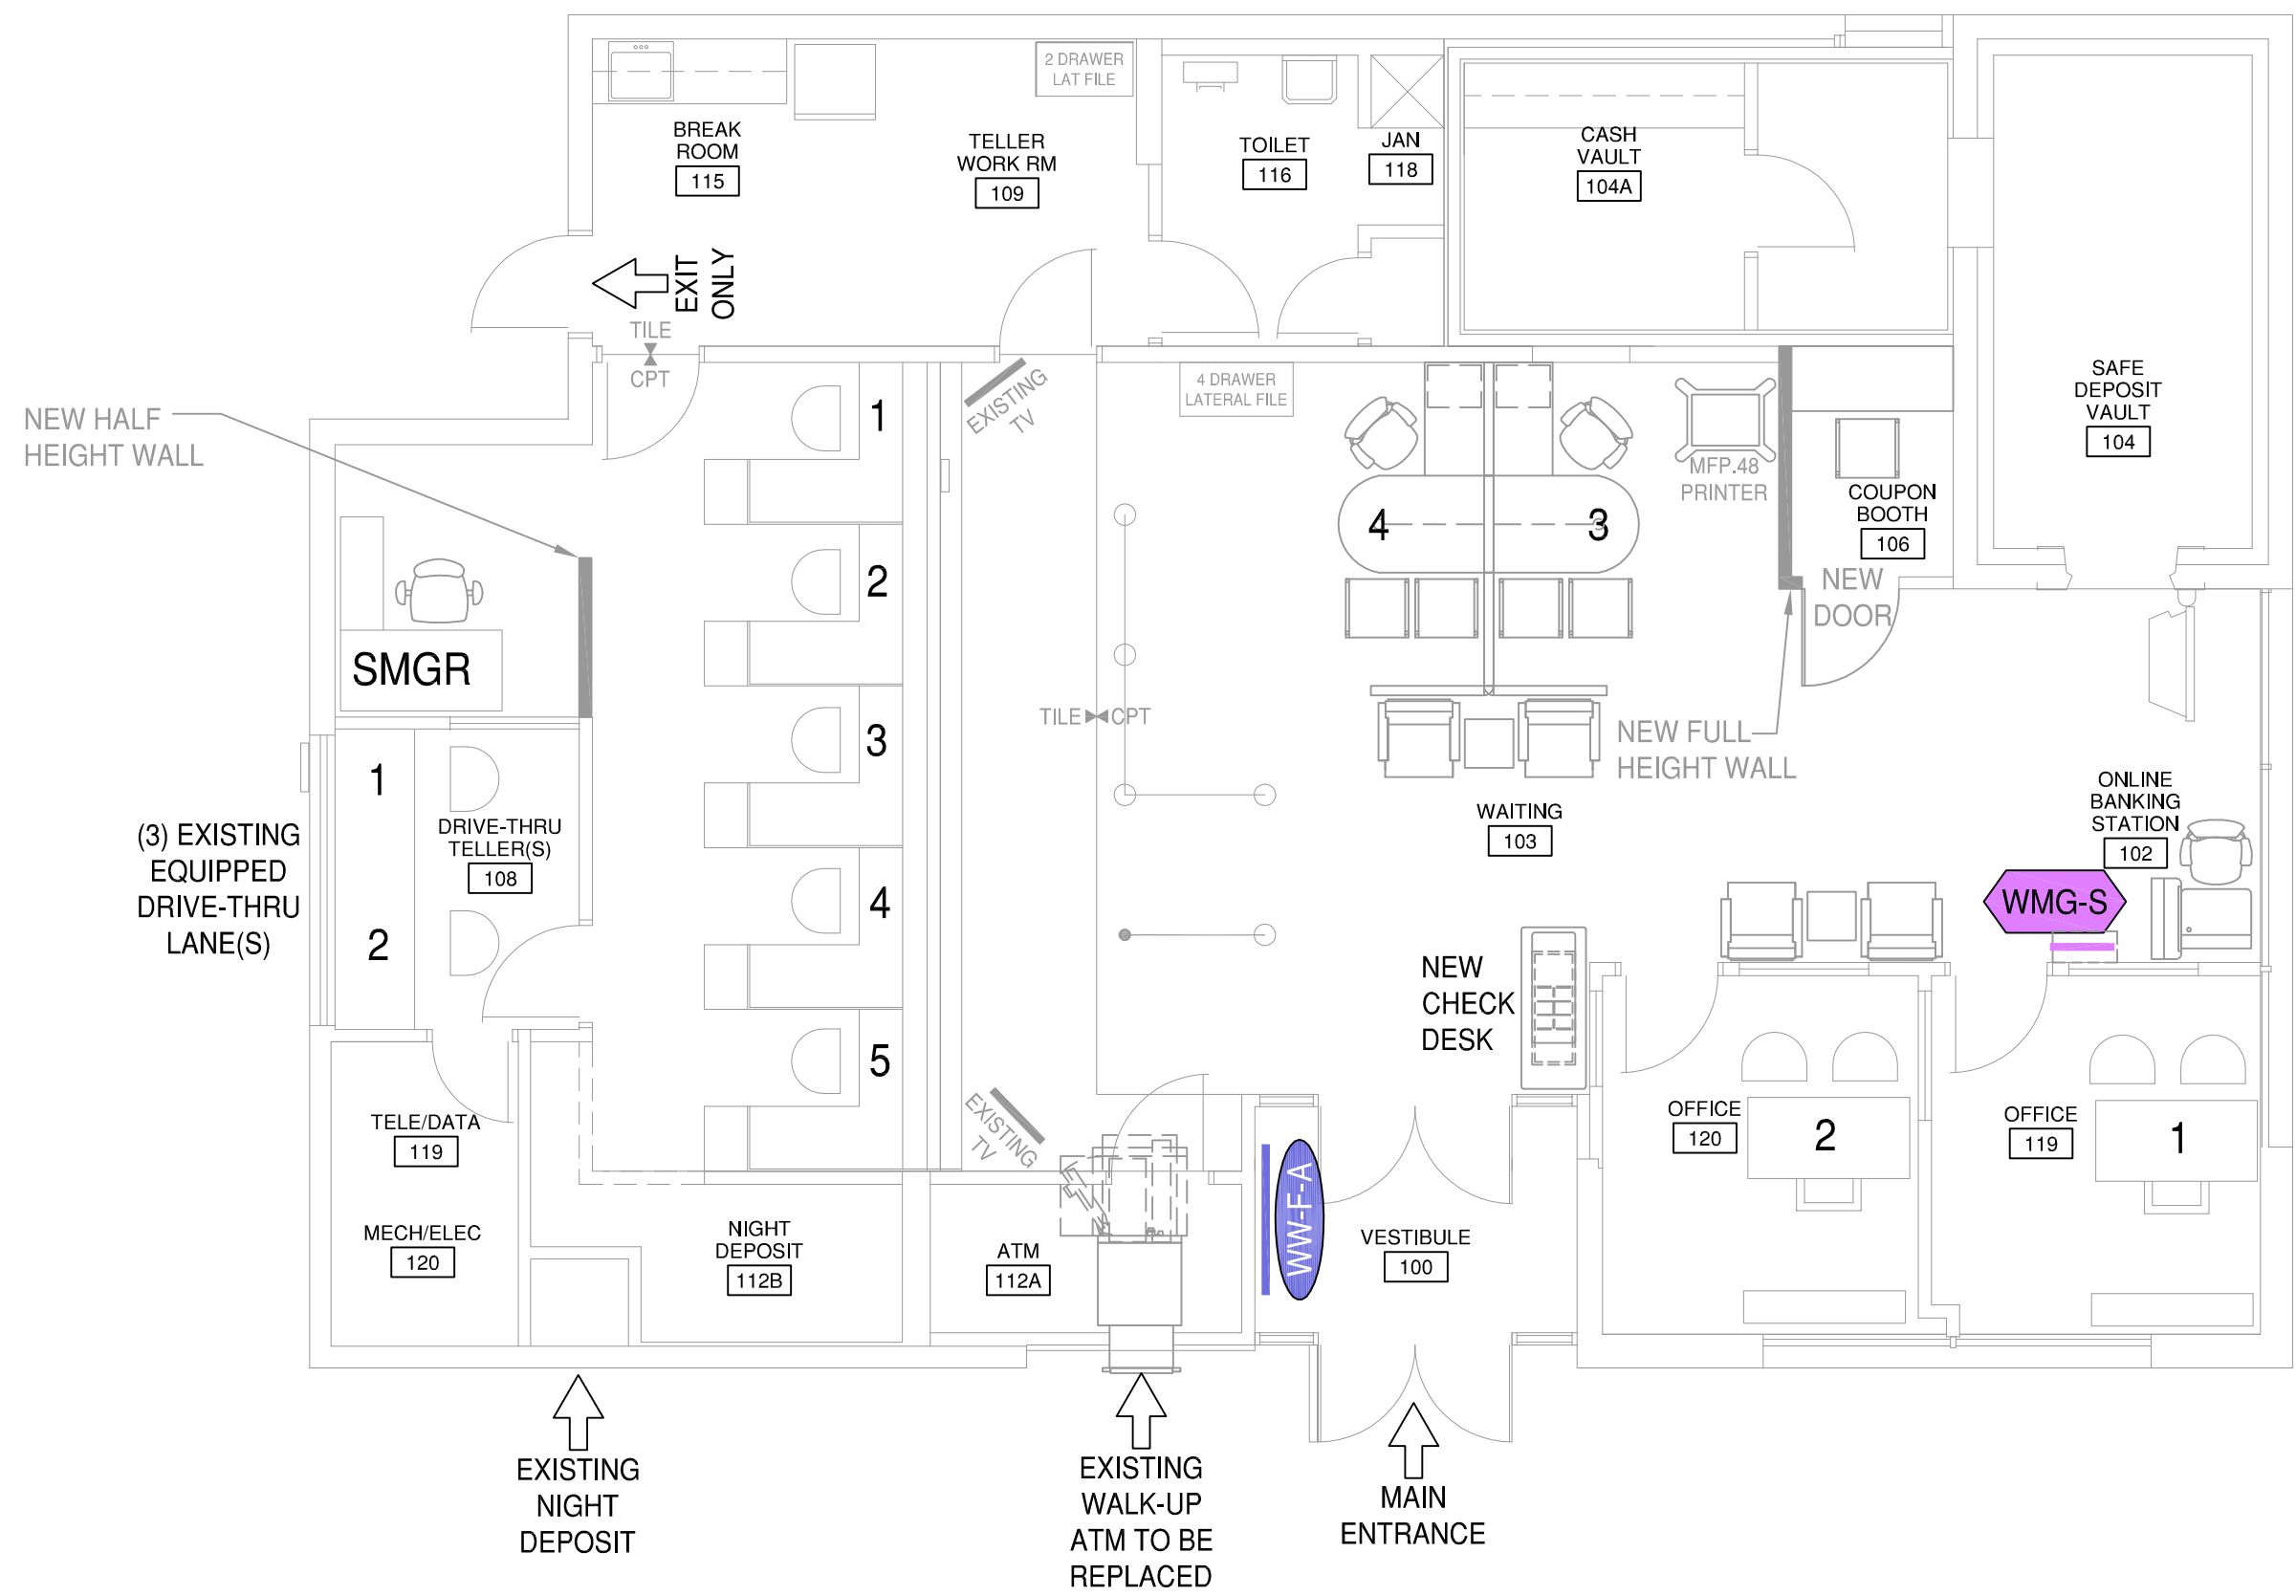 2 DRAWER
LAT FILE
BREAK
ROOM
115
TELLER
WORK RM
109
TOILET
116
JAN
118
CASH
VAULT
104A
EXIT
ONLY
TILE
CPT
EXISTING
TV
4 DRAWER
LATERAL FILE
SAFE
DEPOSIT
VAULT
104
NEW HALF
HEIGHT WALL
1
2
3
4
5
MFP.48
PRINTER
COUPON
BOOTH
106
4
3
NEW
DOOR
SMGR
TILE
CPT
NEW FULL
HEIGHT WALL
1
2
(3) EXISTING
EQUIPPED
DRIVE-THRU
LANE(S)
DRIVE-THRU
TELLER(S)
108
WAITING
103
ONLINE
BANKING
STATION
102
WMG-S
NEW
CHECK
DESK
EXISTING
TV
TELE/DATA
119
MECH/ELEC
120
NIGHT
DEPOSIT
112B
ATM
112A
WW-F-A
VESTIBULE
100
OFFICE
120
2
OFFICE
119
1
EXISTING
NIGHT
DEPOSIT
EXISTING
WALK-UP
ATM TO BE
REPLACED
MAIN
ENTRANCE